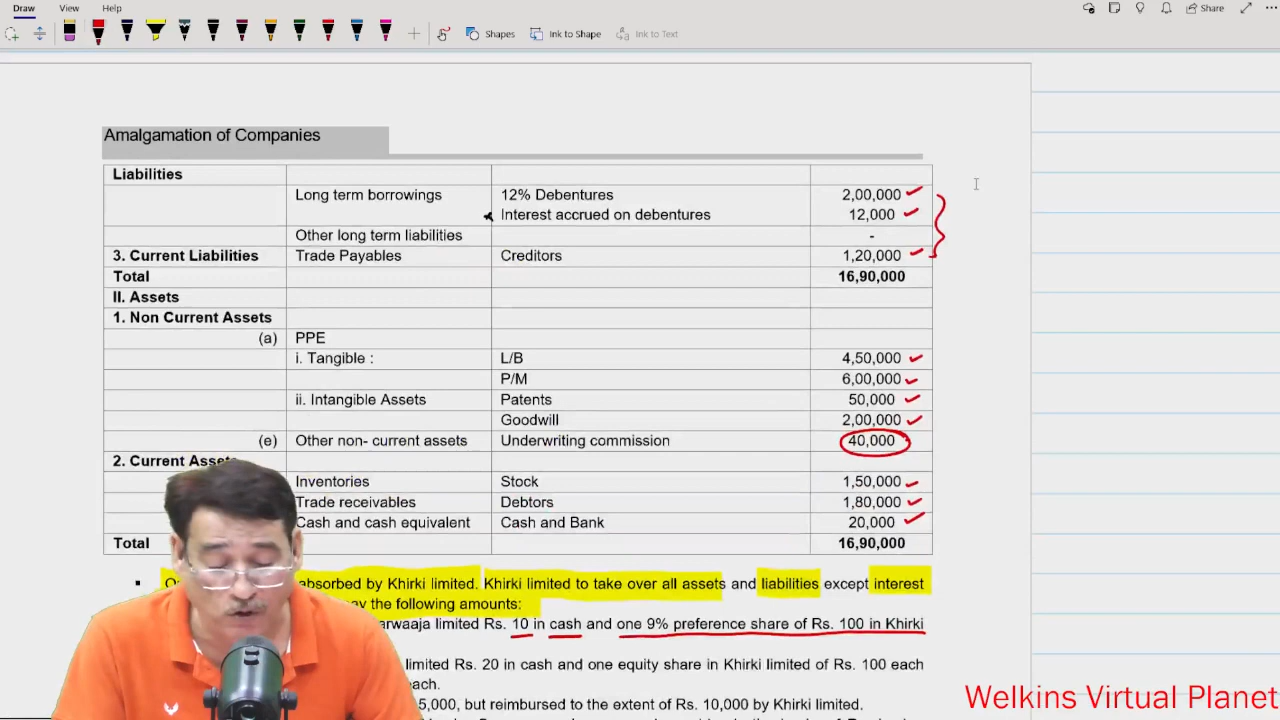 Draw View Help
Share
Shapes Ink to Shape Ink to Text
Amalgamation of Companies
Liabilities
Long term borrowings 12% Debentures 2,00,000
Interest accrued on debentures 12,000
Other long term liabilities -
3. Current Liabilities Trade Payables Creditors 1,20,000
Total 16,90,000
II. Assets
1. Non Current Assets
(a) PPE
i. Tangible : L/B 4,50,000
P/M 6,00,000
ii. Intangible Assets Patents 50,000
Goodwill 2,00,000
(e) Other non- current assets Underwriting commission 40,000
2. Current Assets
Inventories Stock 1,50,000
Trade receivables Debtors 1,80,000
Cash and cash equivalent Cash and Bank 20,000
Total 16,90,000
absorbed by Khirki limited. Khirki limited to take over all assets and liabilities except interest
the following amounts:
limited Rs. 10 in cash and one 9% preference share of Rs. 100 in Khirki
limited Rs. 20 in cash and one equity share in Khirki limited of Rs. 100 each
each.
5,000, but reimbursed to the extent of Rs. 10,000 by Khirki limited.
Welkins Virtual Planet